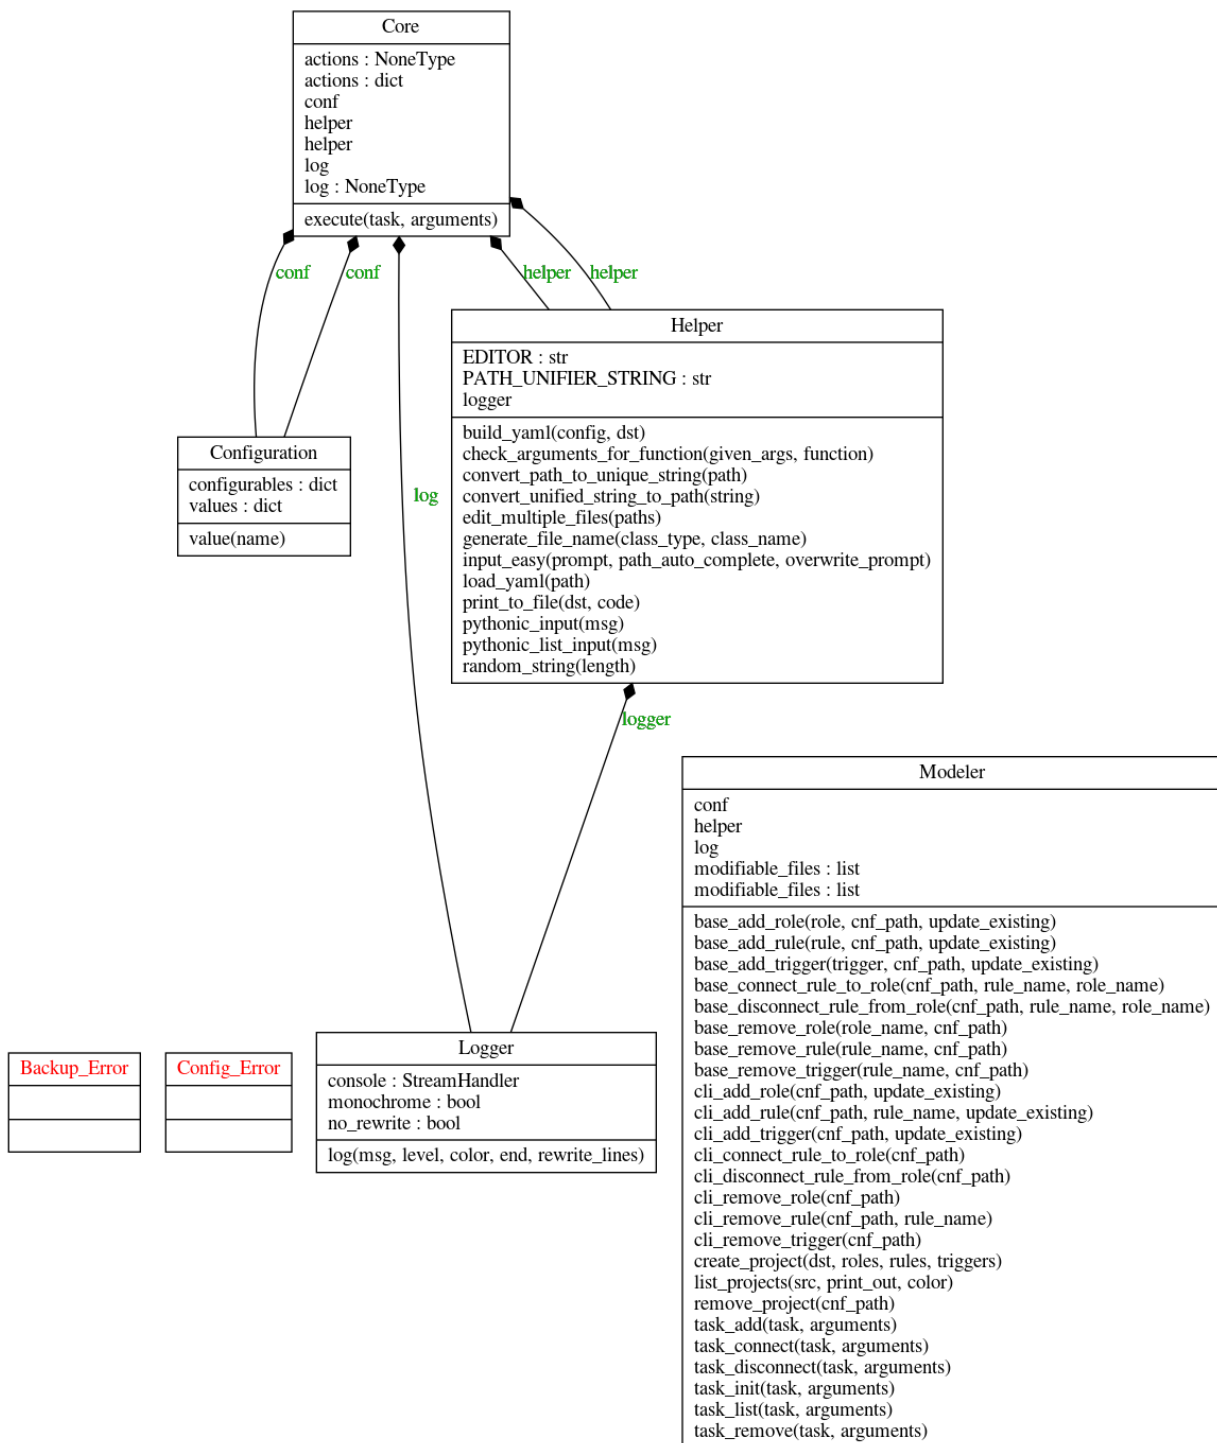 Core
actions : NoneType
actions : dict
conf
helper
helper
log
log : NoneType
execute(task, arguments)
conf
conf
helper
helper
Helper
EDITOR : str
PATH_UNIFIER_STRING : str
logger
build_yaml(config, dst)
check_arguments_for_function(given_args, function)
convert_path_to_unique_string(path)
convert_unified_string_to_path(string)
edit_multiple_files(paths)
generate_file_name(class_type, class_name)
input_easy(prompt, path_auto_complete, overwrite_prompt)
load_yaml(path)
print_to_file(dst, code)
pythonic_input(msg)
pythonic_list_input(msg)
random_string(length)
Configuration
configurables : dict
values : dict
value(name)
log
logger
Modeler
conf
helper
log
modifiable_files : list
modifiable_files : list
base_add_role(role, cnf_path, update_existing)
base_add_rule(rule, cnf_path, update_existing)
base_add_trigger(trigger, cnf_path, update_existing)
base_connect_rule_to_role(cnf_path, rule_name, role_name)
base_disconnect_rule_from_role(cnf_path, rule_name, role_name)
base_remove_role(role_name, cnf_path)
base_remove_rule(rule_name, cnf_path)
base_remove_trigger(rule_name, cnf_path)
cli_add_role(cnf_path, update_existing)
cli_add_rule(cnf_path, rule_name, update_existing)
cli_add_trigger(cnf_path, update_existing)
cli_connect_rule_to_role(cnf_path)
cli_disconnect_rule_from_role(cnf_path)
cli_remove_role(cnf_path)
cli_remove_rule(cnf_path, rule_name)
cli_remove_trigger(cnf_path)
create_project(dst, roles, rules, triggers)
list_projects(src, print_out, color)
remove_project(cnf_path)
task_add(task, arguments)
task_connect(task, arguments)
task_disconnect(task, arguments)
task_init(task, arguments)
task_list(task, arguments)
task_remove(task, arguments)
Backup_Error
Config_Error
Logger
console : StreamHandler
monochrome : bool
no_rewrite : bool
log(msg, level, color, end, rewrite_lines)